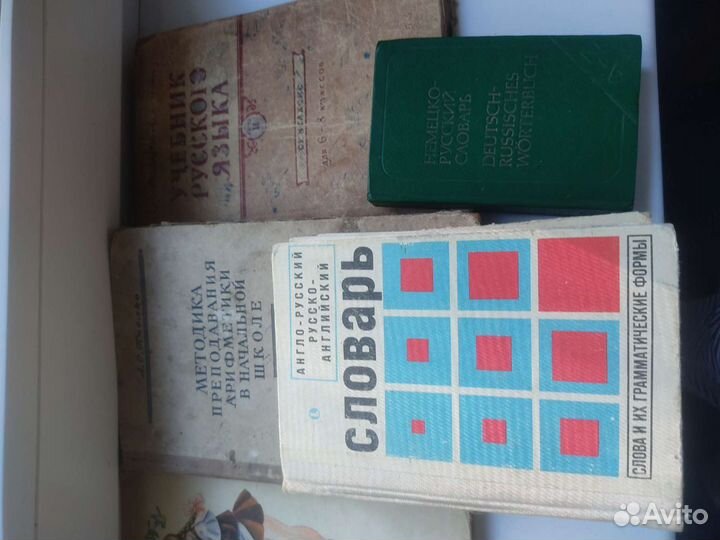 УЧЕБНИК
РУССКОГО
ЯЗЫКА
для 6-8 классов
НЕМЕЦКО-
РУССКИЙ
СЛОВАРЬ
DEUTSCH-
RUSSISCHES
WÖRTERBUCH
МЕТОДИКА
ПРЕПОДАВАНИЯ
АРИФМЕТИКИ
В НАЧАЛЬНОЙ
ШКОЛЕ
АНГЛО-РУССКИЙ
РУССКО-
АНГЛИЙСКИЙ
СЛОВАРЬ
СЛОВА И ИХ ГРАММАТИЧЕСКИЕ ФОРМЫ
Avito